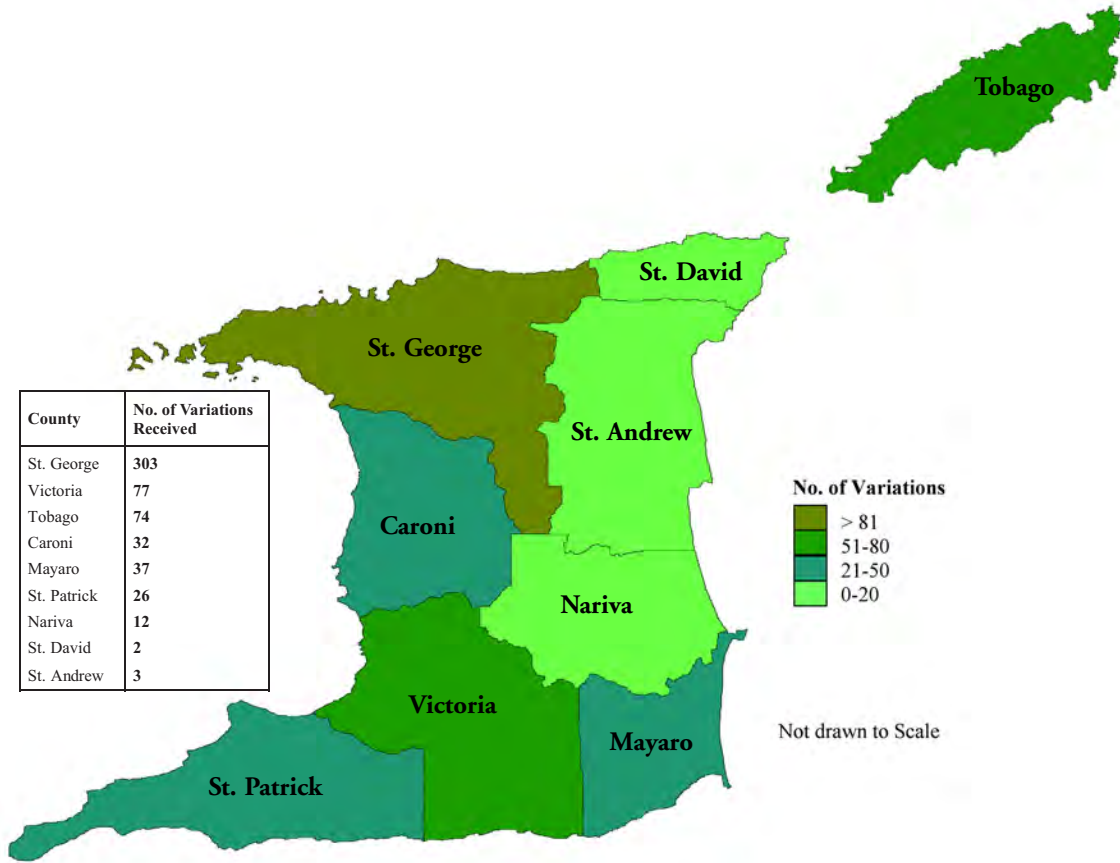 Tobago
St. David
St. George
St. Andrew
Caroni
Nariva
Victoria
Mayaro
St. Patrick
County No. of Variations
Received
St. George 303
Victoria 77
Tobago 74
Caroni 32
Mayaro 37
St. Patrick 26
Nariva 12
St. David 2
St. Andrew 3
No. of Variations
> 81
51-80
21-50
0-20
Not drawn to Scale